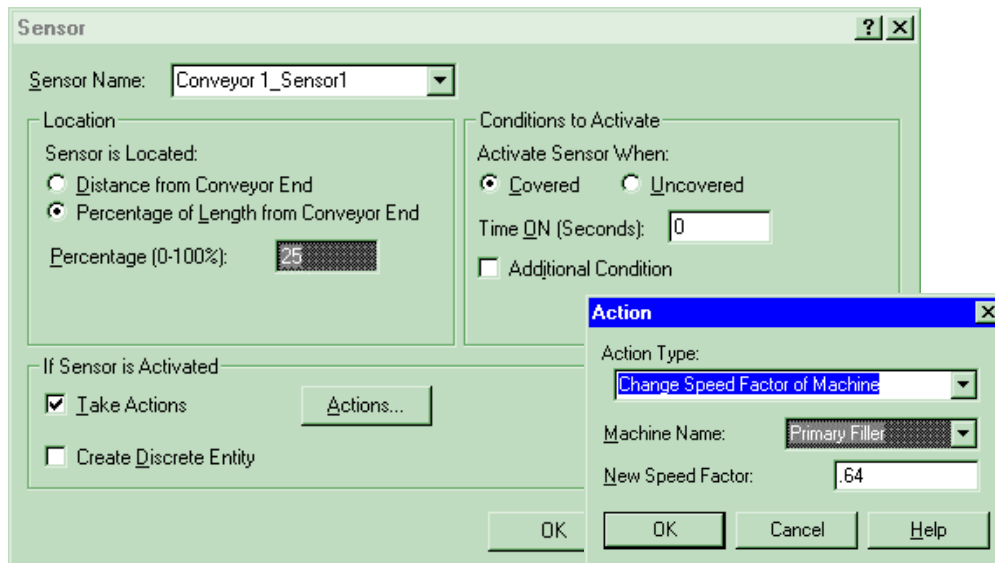 Sensor
Sensor Name: Conveyor 1_Sensor1
Location
Sensor is Located:
Distance from Conveyor End
Percentage of Length from Conveyor End
Percentage (0-100%): 25
Conditions to Activate
Activate Sensor When:
Covered Uncovered
Time ON (Seconds): 0
Additional Condition
If Sensor is Activated
Take Actions Actions...
Create Discrete Entity
OK
Action
Action Type:
Change Speed Factor of Machine
Machine Name: Primary Filler
New Speed Factor: .64
OK Cancel Help